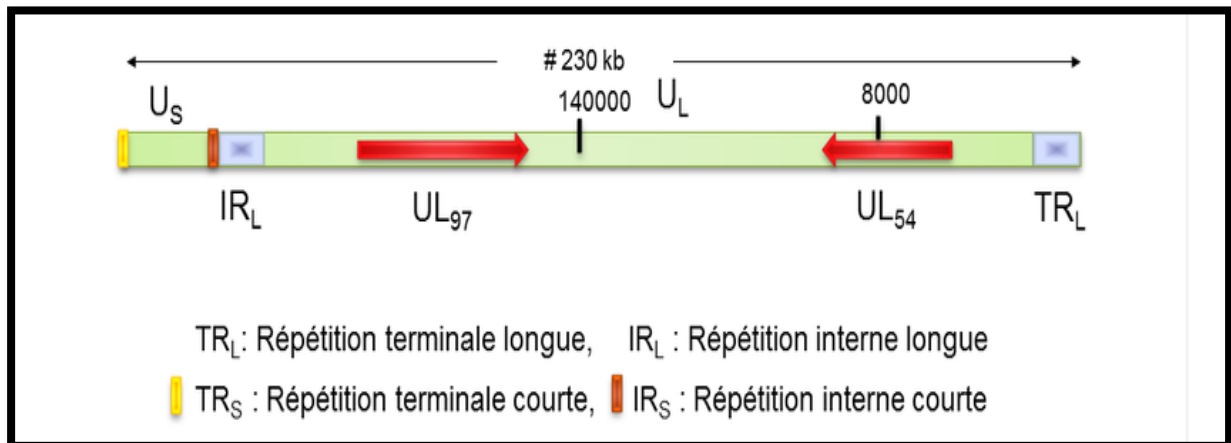 # 230 kb
U_S 140000 U_L 8000
IR_L UL_97 UL_54 TR_L
TR_L: Répétition terminale longue, IR_L : Répétition interne longue
TR_S : Répétition terminale courte, IR_S : Répétition interne courte